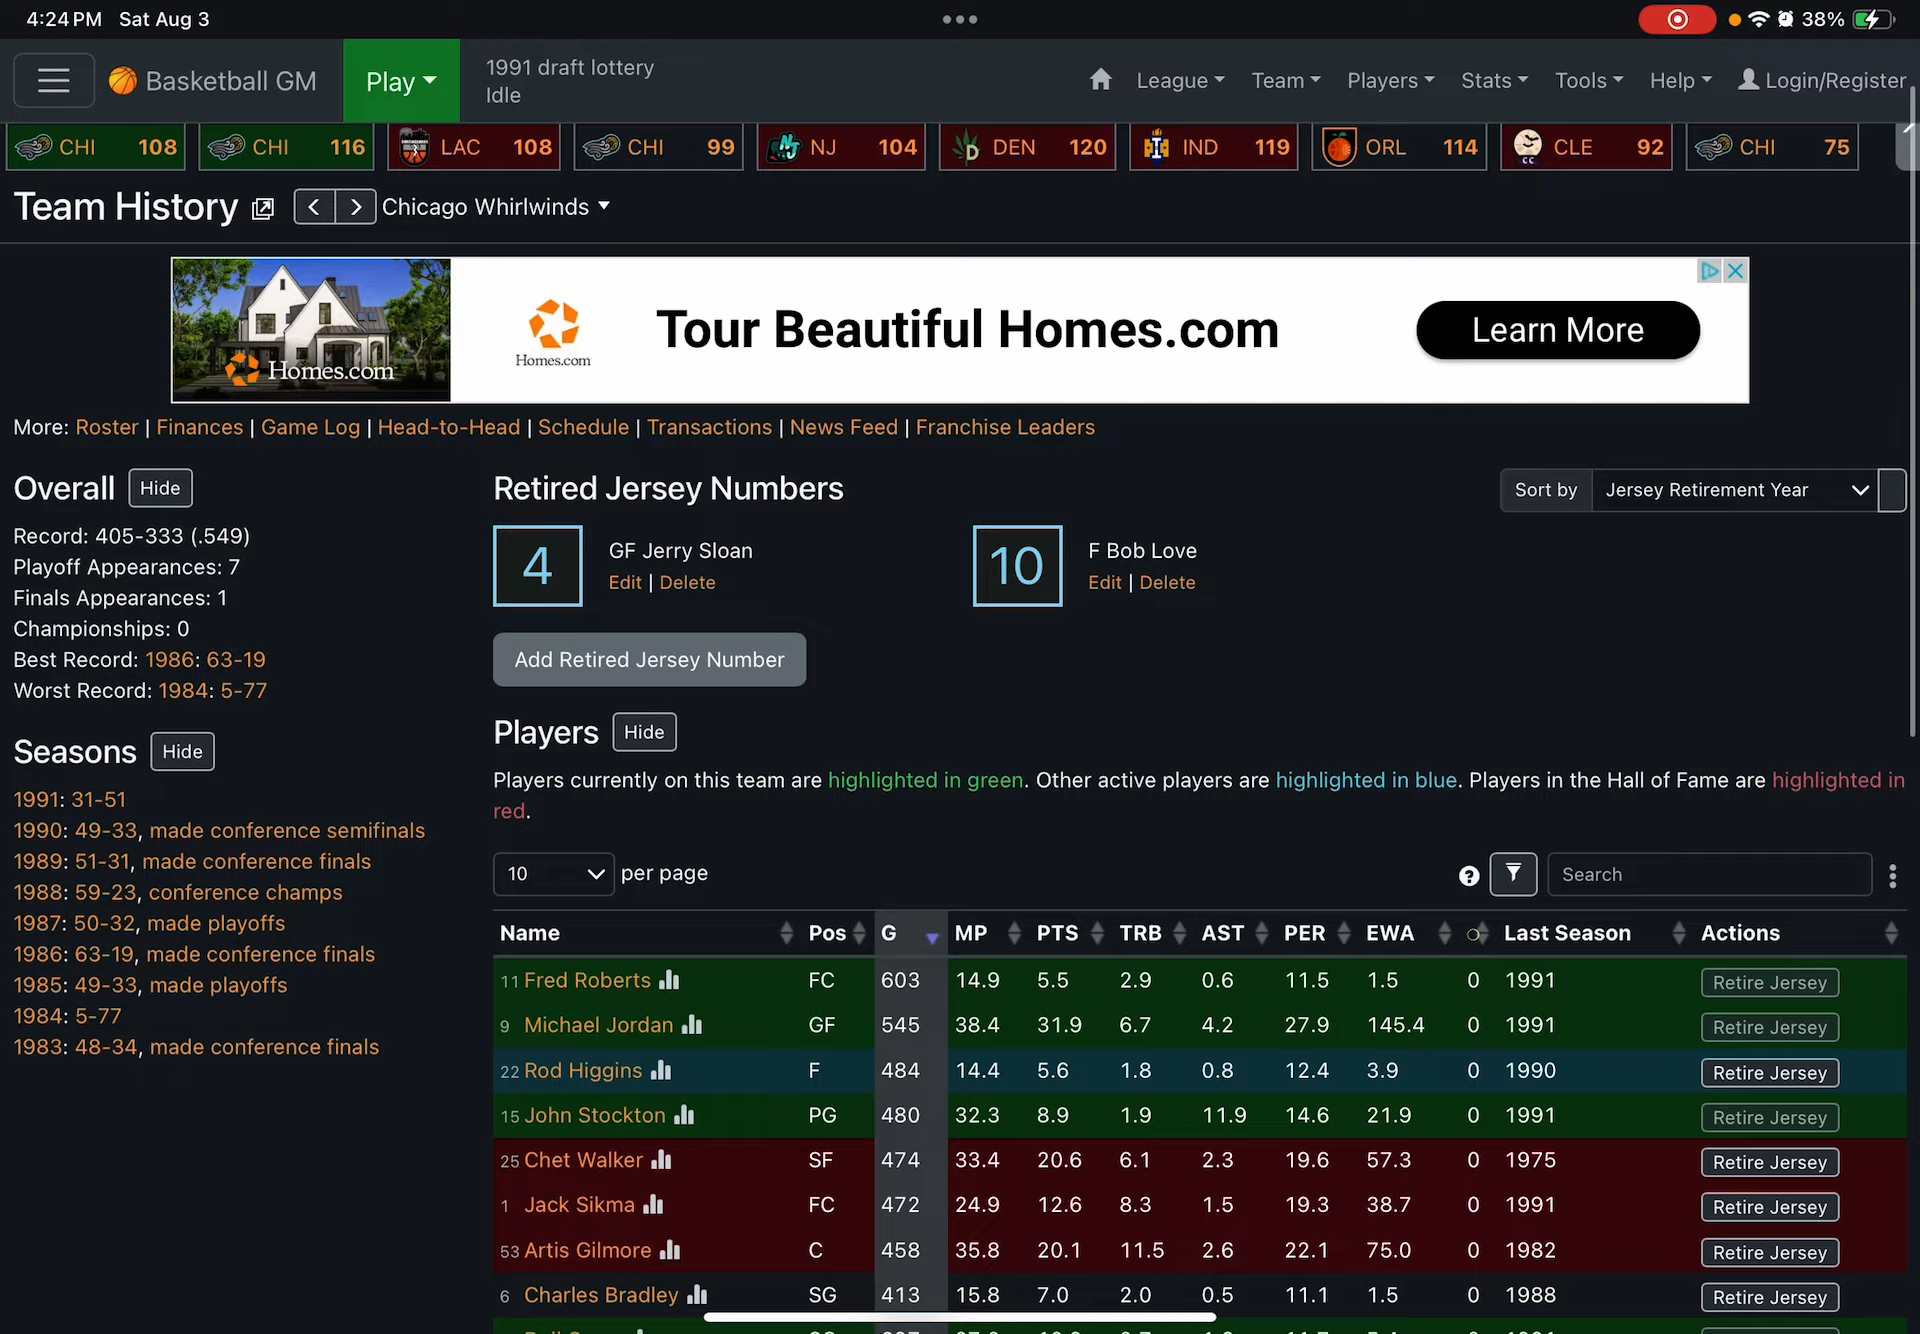 4:24 PM Sat Aug 3
38%
Basketball GM
Play
1991 draft lottery
Idle
League
Team
Players
Stats
Tools
Help
Login/Register
CHI 108
CHI 116
LAC 108
CHI 99
NJ 104
DEN 120
IND 119
ORL 114
CLE 92
CHI 75
Team History
Chicago Whirlwinds
Homes.com
Homes.com
Tour Beautiful Homes.com
Learn More
More: Roster | Finances | Game Log | Head-to-Head | Schedule | Transactions | News Feed | Franchise Leaders
Overall Hide
Record: 405-333 (.549)
Playoff Appearances: 7
Finals Appearances: 1
Championships: 0
Best Record: 1986: 63-19
Worst Record: 1984: 5-77
Seasons Hide
1991: 31-51
1990: 49-33, made conference semifinals
1989: 51-31, made conference finals
1988: 59-23, conference champs
1987: 50-32, made playoffs
1986: 63-19, made conference finals
1985: 49-33, made playoffs
1984: 5-77
1983: 48-34, made conference finals
Retired Jersey Numbers
Sort by Jersey Retirement Year
4
GF Jerry Sloan
Edit | Delete
10
F Bob Love
Edit | Delete
Add Retired Jersey Number
Players Hide
Players currently on this team are highlighted in green. Other active players are highlighted in blue. Players in the Hall of Fame are highlighted in
red.
10 per page
Search
Name Pos G MP PTS TRB AST PER EWA Last Season Actions
11 Fred Roberts FC 603 14.9 5.5 2.9 0.6 11.5 1.5 0 1991 Retire Jersey
9 Michael Jordan GF 545 38.4 31.9 6.7 4.2 27.9 145.4 0 1991 Retire Jersey
22 Rod Higgins F 484 14.4 5.6 1.8 0.8 12.4 3.9 0 1990 Retire Jersey
15 John Stockton PG 480 32.3 8.9 1.9 11.9 14.6 21.9 0 1991 Retire Jersey
25 Chet Walker SF 474 33.4 20.6 6.1 2.3 19.6 57.3 0 1975 Retire Jersey
1 Jack Sikma FC 472 24.9 12.6 8.3 1.5 19.3 38.7 0 1991 Retire Jersey
53 Artis Gilmore C 458 35.8 20.1 11.5 2.6 22.1 75.0 0 1982 Retire Jersey
6 Charles Bradley SG 413 15.8 7.0 2.0 0.5 11.1 1.5 0 1988 Retire Jersey